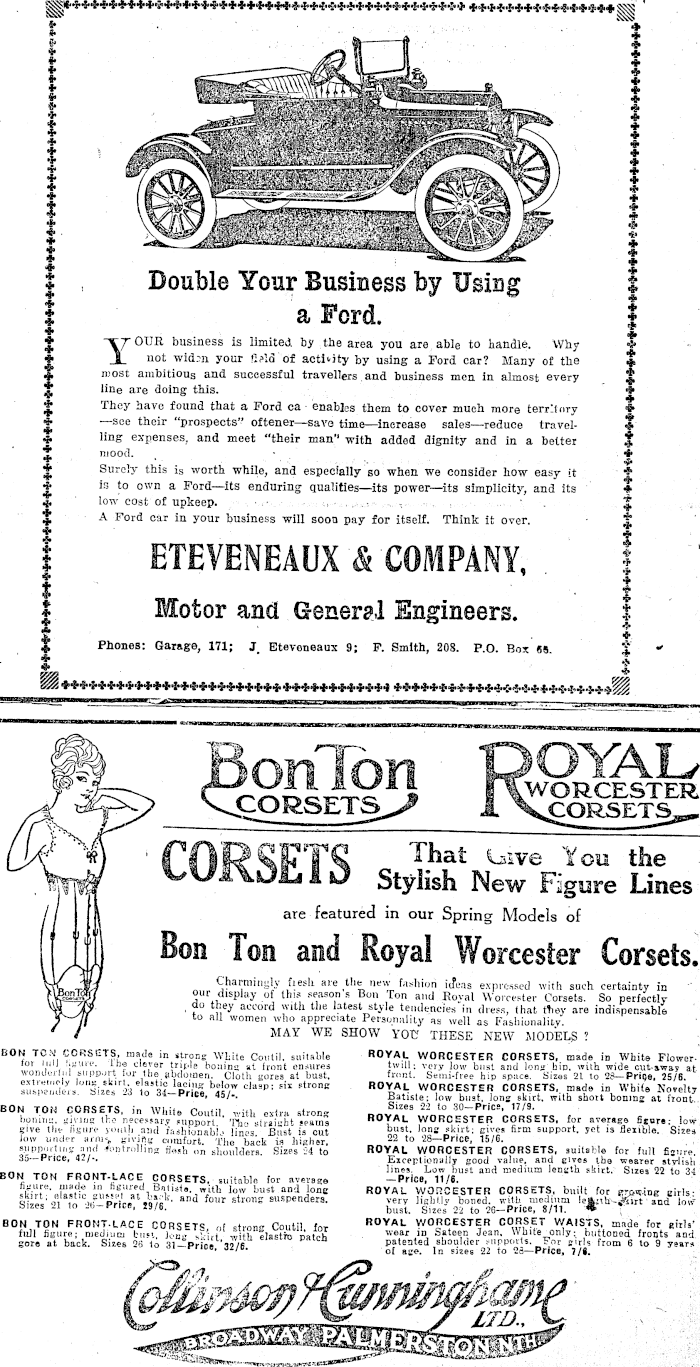 Double Your Business by Using
a Ford.
YOUR business is limited by the area you are able to handle. Why
not widen your field of activity by using a Ford car? Many of the
most ambitious and successful travellers and business men in almost every
line are doing this.
They have found that a Ford ca enables them to cover much more territory
—see their "prospects" oftener—save time—increase sales—reduce travel-
ling expenses, and meet "their man" with added dignity and in a better
mood.
Surely this is worth while, and especially so when we consider how easy it
is to own a Ford—its enduring qualities—its power—its simplicity, and its
low cost of upkeep.
A Ford car in your business will soon pay for itself. Think it over.
ETEVENEAUX & COMPANY,
Motor and General Engineers.
Phones: Garage, 171; J. Eteveneaux 9; F. Smith, 208. P.O. Box
Bon Ton
CORSETS
ROYAL
WORCESTER
CORSETS
CORSETS That Give You the
Stylish New Figure Lines
are featured in our Spring Models of
Bon Ton and Royal Worcester Corsets.
Charmingly fresh are the new fashion ideas expressed with such certainty in
our display of this season's Bon Ton and Royal Worcester Corsets. So perfectly
do they accord with the latest style tendencies in dress, that they are indispensable
to all women who appreciate Personality as well as Fashionality.
MAY WE SHOW YOU THESE NEW MODELS?
Bon Ton
CORSETS
BON TON CORSETS, made in strong White Coutil, suitable
for full figure. The clever triple boning at front ensures
wonderful support for the abdomen. Cloth gores at bust,
extremely long skirt, elastic lacing below clasp; six strong
suspenders. Sizes 23 to 34—Price, 45/-.
BON TON CORSETS, in White Coutil, with extra strong
boning, giving the necessary support. The straight seams
give the figure youth and fashionable lines. Bust is cut
low under arms, giving comfort. The back is higher,
supporting and controlling flesh on shoulders. Sizes 24 to
36—Price, 42/-.
BON TON FRONT-LACE CORSETS, suitable for average
figure, made in figured Batiste, with low bust and long
skirt; elastic gusset at back, and four strong suspenders.
Sizes 21 to 26—Price, 29/6.
BON TON FRONT-LACE CORSETS, of strong Coutil, for
full figure; medium bust, long skirt, with elastic patch
gore at back. Sizes 26 to 31—Price, 32/6.
ROYAL WORCESTER CORSETS, made in White Flower-
twill; very low bust and long hip, with wide cut-away at
front. Semi-free hip space. Sizes 21 to 28—Price, 25/6.
ROYAL WORCESTER CORSETS, made in White Novelty
Batiste; low bust, long skirt, with short boning at front.
Sizes 22 to 30—Price, 17/9.
ROYAL WORCESTER CORSETS, for average figure; low
bust, long skirt; gives firm support, yet is flexible. Sizes
22 to 28—Price, 15/6.
ROYAL WORCESTER CORSETS, suitable for full figure.
Exceptionally good value, and gives the wearer stylish
lines. Low bust and medium length skirt. Sizes 22 to 34
—Price, 11/6.
ROYAL WORCESTER CORSETS, built for growing girls;
very lightly boned, with medium length skirt and low
bust. Sizes 22 to 26—Price, 8/11.
ROYAL WORCESTER CORSET WAISTS, made for girls'
wear in Sateen Jean, White only; buttoned fronts and
patented shoulder supports. For girls from 6 to 9 years
of age. In sizes 22 to 28—Price, 7/6.
Collinson & Cunninghame
LTD.,
BROADWAY PALMERSTON NTH.